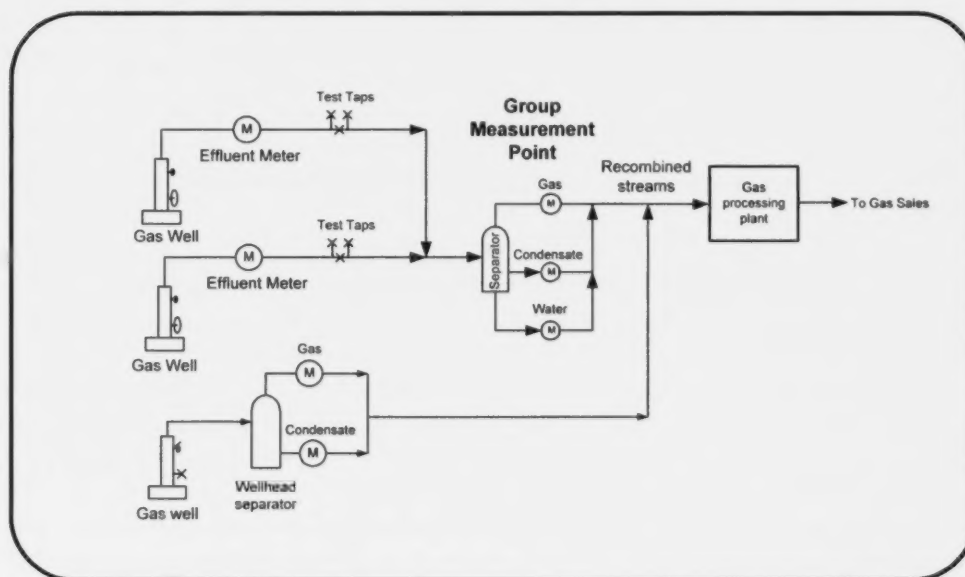 Test Taps
M
Effluent Meter
Gas Well
Group
Measurement
Point
Recombined
streams
Gas
M
Gas
processing
plant
To Gas Sales
Test Taps
M
Effluent Meter
Gas Well
Separator
Condensate
M
Water
M
Gas
M
Condensate
M
Wellhead
separator
Gas well